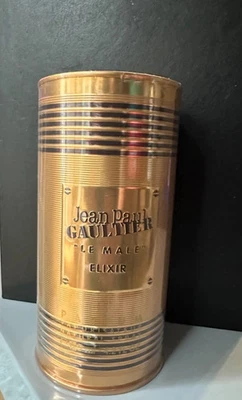 Jean Paul
GAULTIER
"LE MALE"
ELIXIR